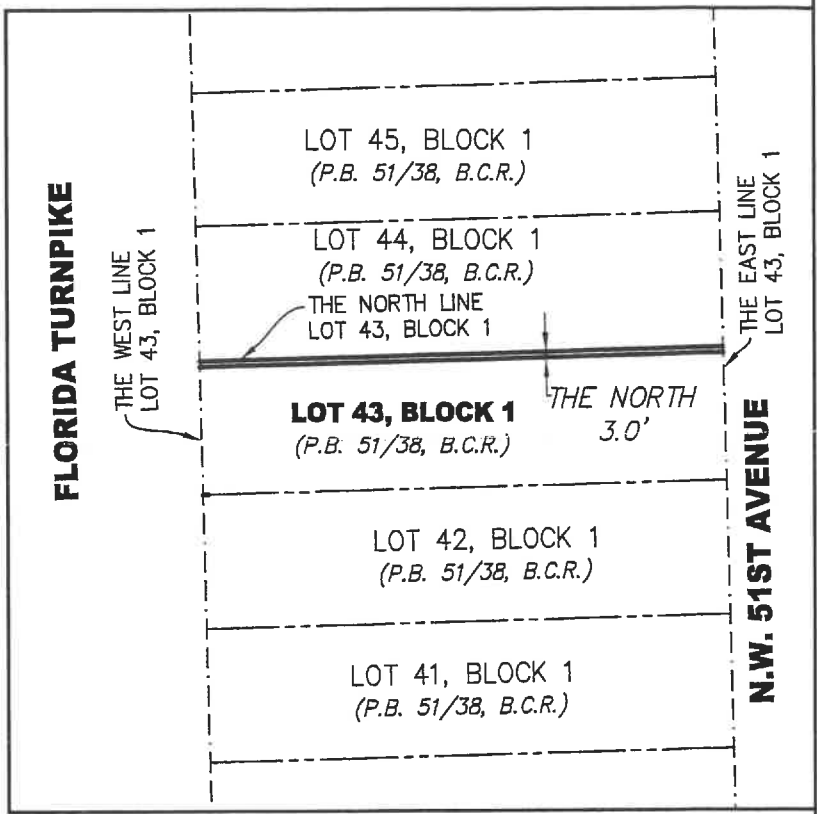 LOT 45, BLOCK 1
(P.B. 51/38, B.C.R.)
LOT 44, BLOCK 1
(P.B. 51/38, B.C.R.)
THE NORTH LINE
LOT 43, BLOCK 1
FLORIDA TURNPIKE
THE WEST LINE
LOT 43, BLOCK 1
THE EAST LINE
LOT 43, BLOCK 1
LOT 43, BLOCK 1
(P.B. 51/38, B.C.R.)
THE NORTH
3.0'
N.W. 51ST AVENUE
LOT 42, BLOCK 1
(P.B. 51/38, B.C.R.)
LOT 41, BLOCK 1
(P.B. 51/38, B.C.R.)